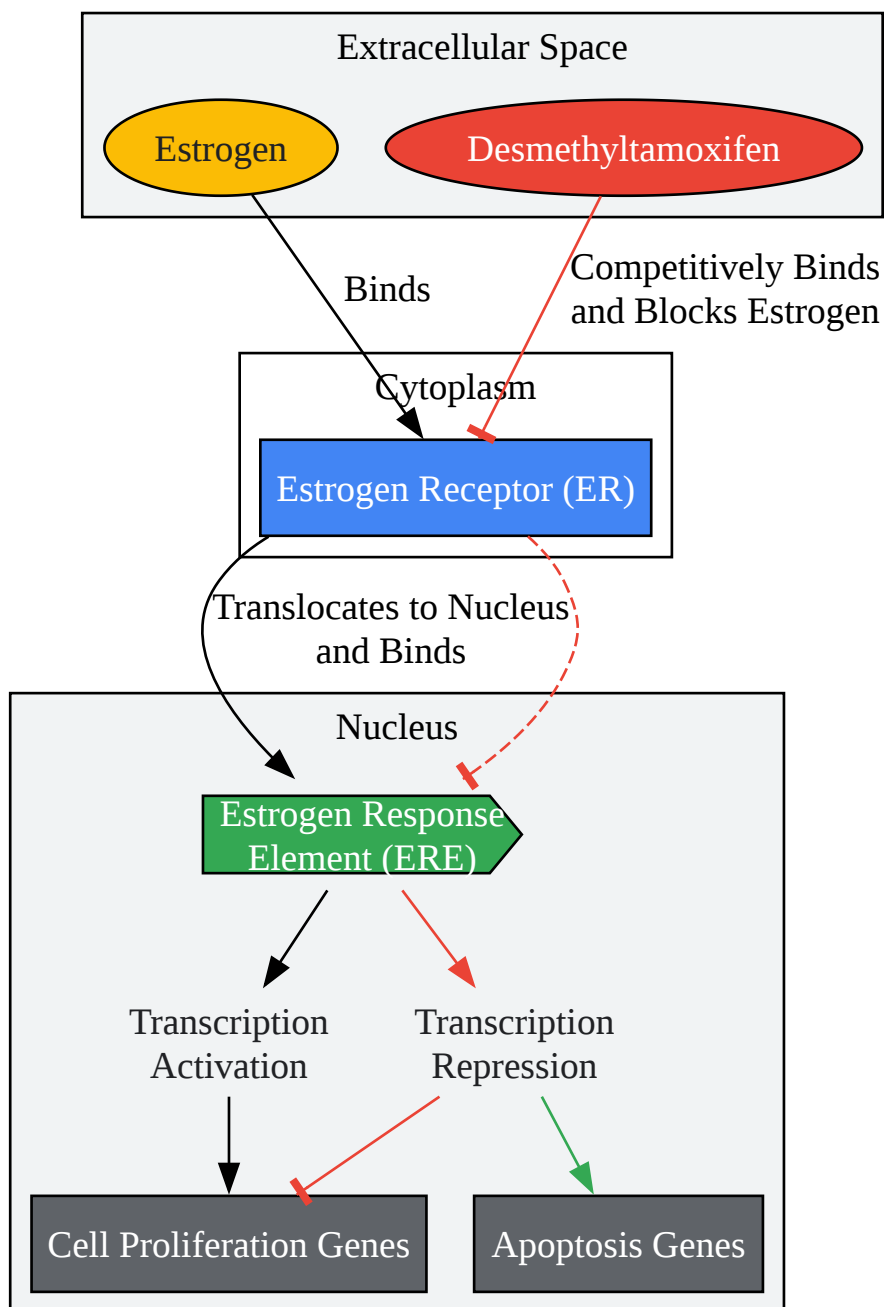 Extracellular Space
Estrogen
Desmethyltamoxifen
Binds
Competitively Binds
and Blocks Estrogen
Cytoplasm
Estrogen Receptor (ER)
Translocates to Nucleus
and Binds
Nucleus
Estrogen Response
Element (ERE)
Transcription
Activation
Transcription
Repression
Cell Proliferation Genes
Apoptosis Genes